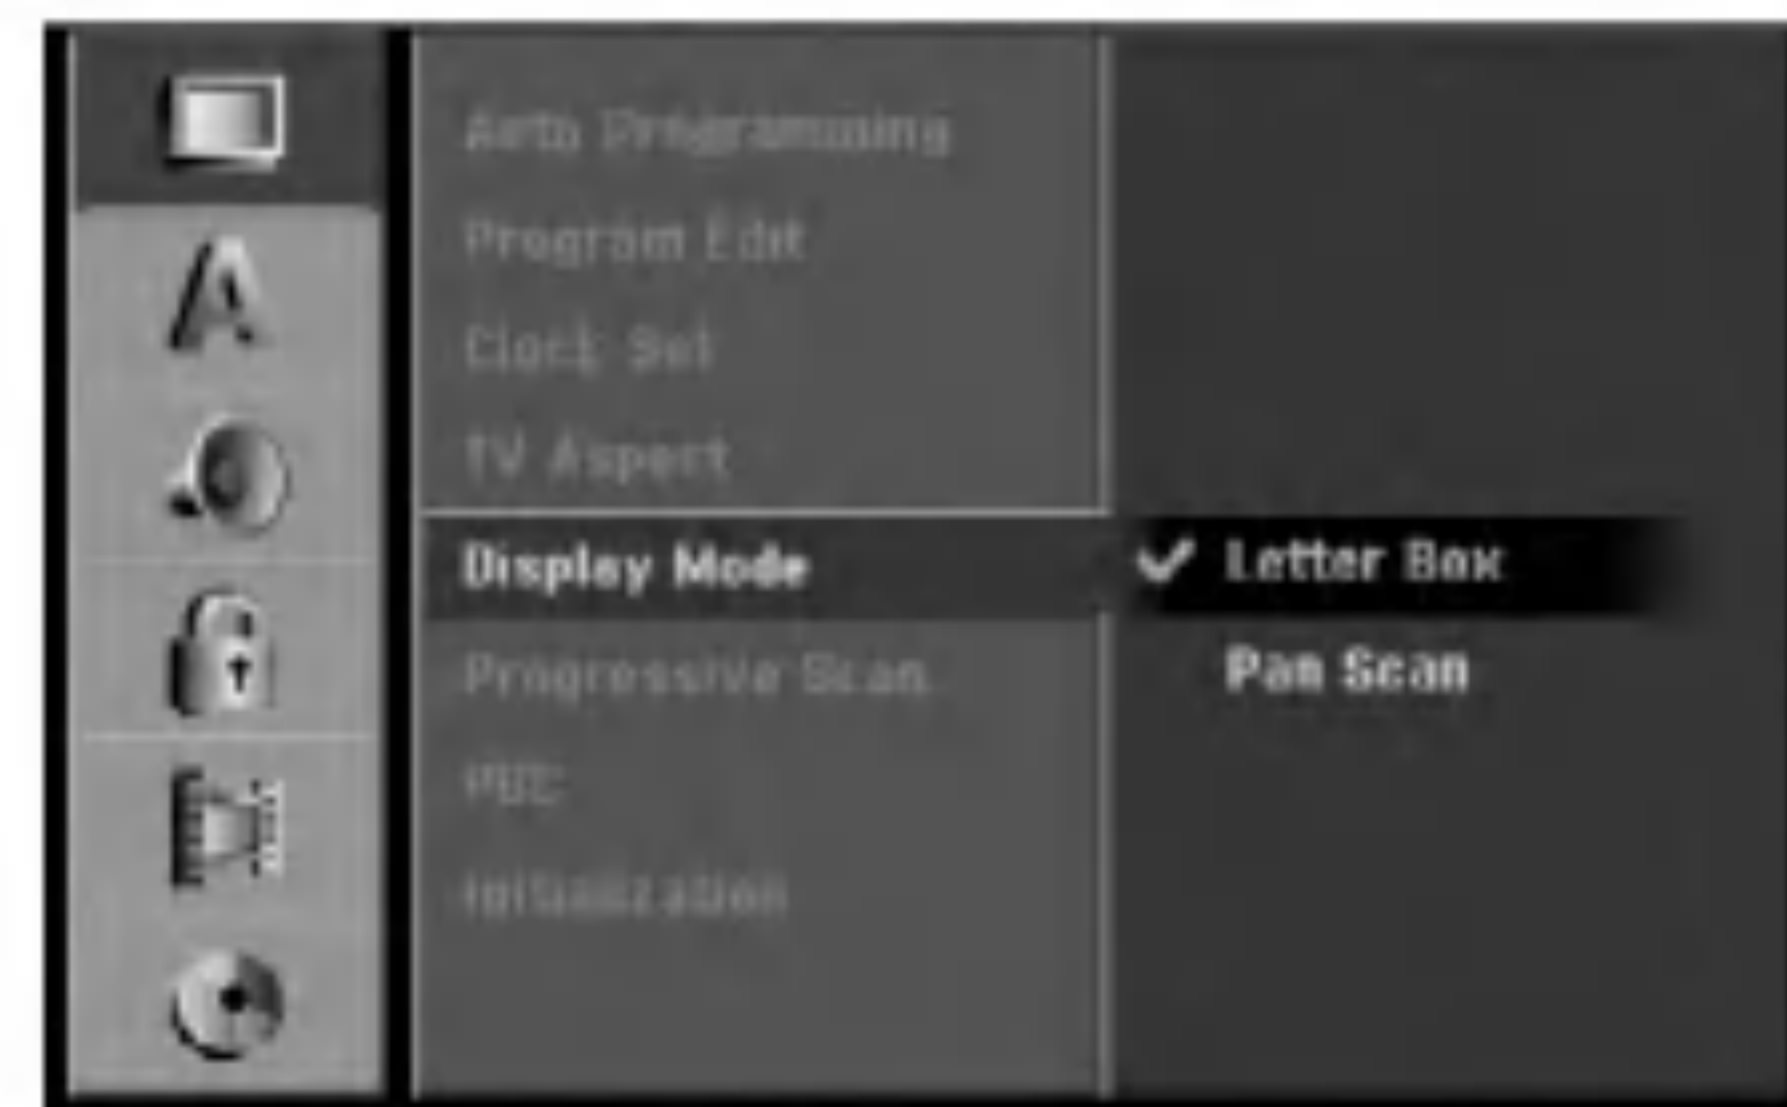 Auto Programming
Program Edit
Clock Set
TV Aspect
Display Mode
Letter Box
Progressive Scan
Pan Scan
PBC
Initialization